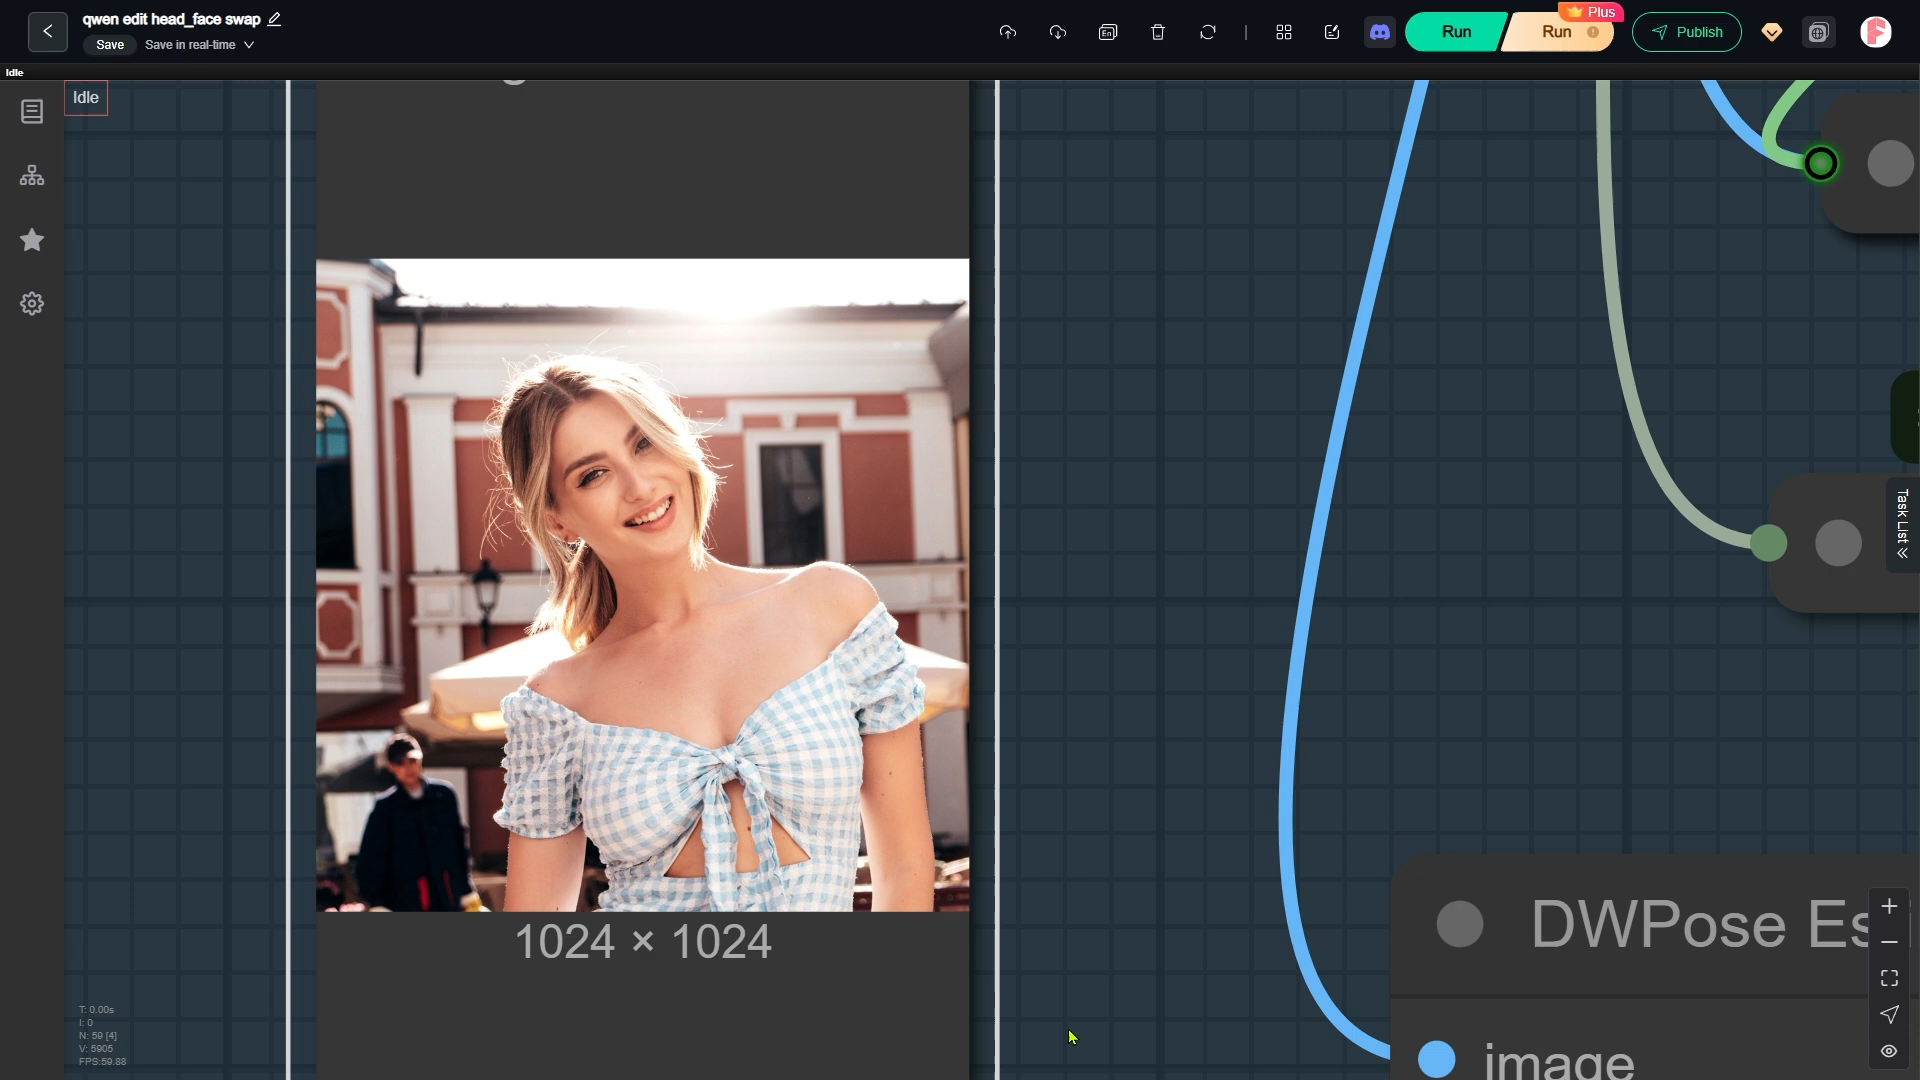 qwen edit head_face swap
Save
Save in real-time
En
Run
Run
Plus
Publish
Idle
Idle
Task List
1024 × 1024
DWPose Es
image
T: 0.00s
I: 0
N: 59 [4]
V: 5905
FPS:59.88